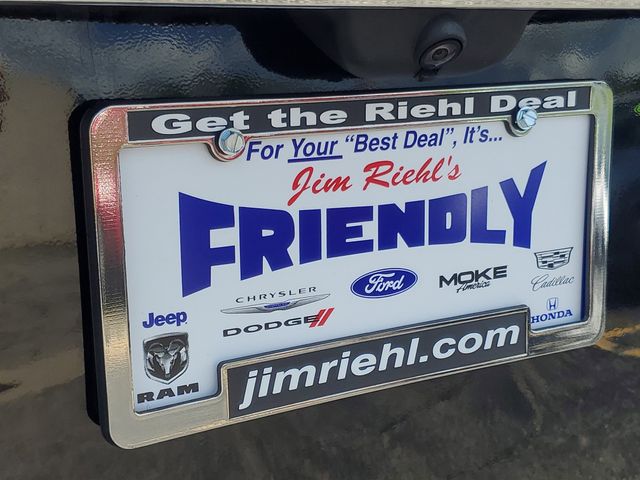 Get the Riehl Deal
For Your "Best Deal", It's...
Jim Riehl's
FRIENDLY
Jeep
RAM
CHRYSLER
DODGE
Ford
MOKE
America
Cadillac
HONDA
jimriehl.com